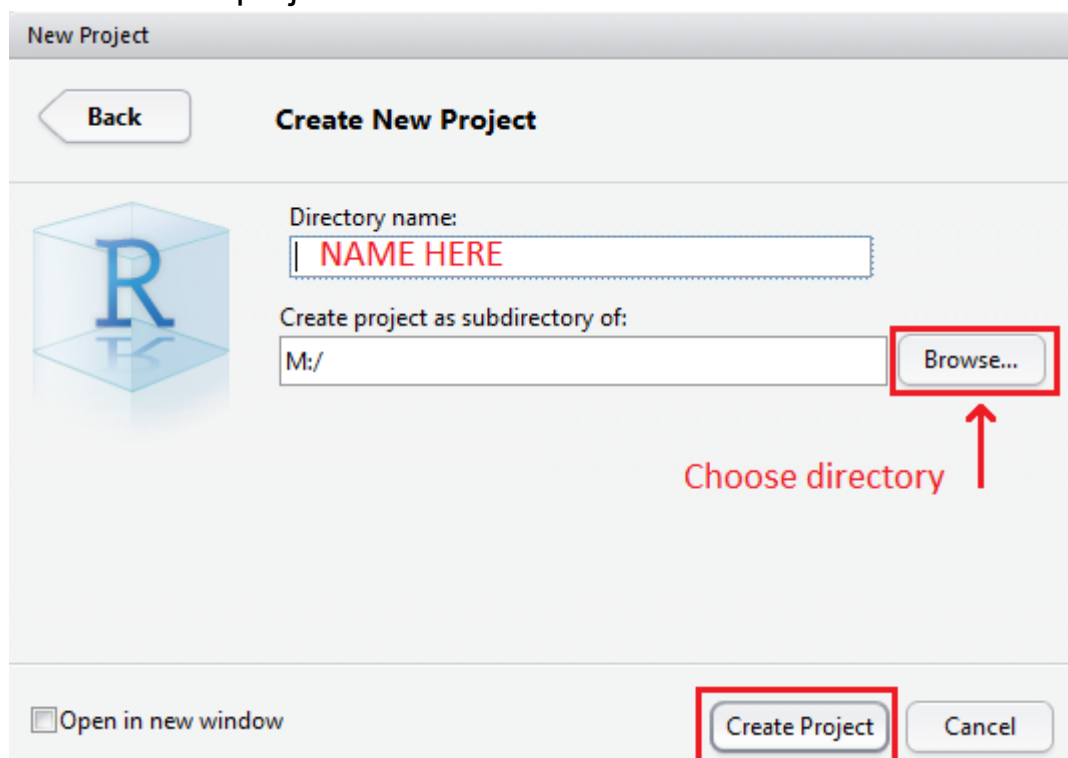 New Project
Back
Create New Project
R
Directory name:
NAME HERE
Create project as subdirectory of:
M:/
Browse...
Choose directory
Open in new window
Create Project
Cancel